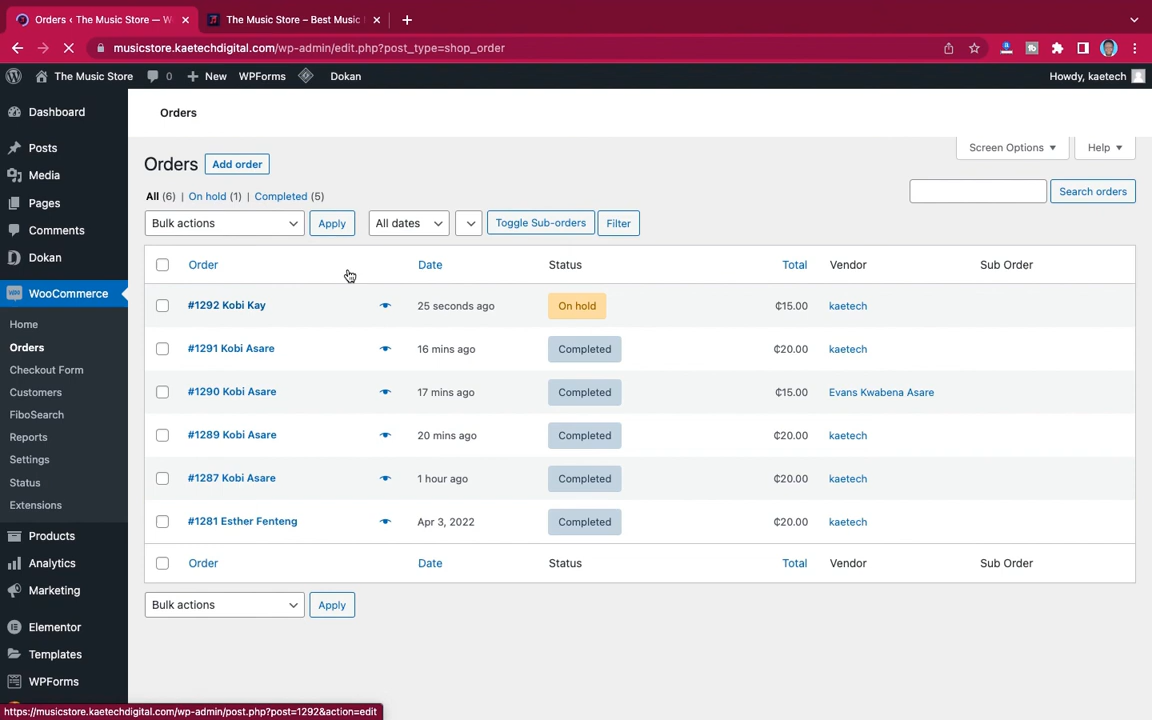 Orders ‹ The Music Store — W
The Music Store – Best Music
musicstore.kaetechdigital.com/wp-admin/edit.php?post_type=shop_order
The Music Store 0 New WPForms Dokan Howdy, kaetech
Dashboard
Posts
Media
Pages
Comments
Dokan
WooCommerce
Home
Orders
Checkout Form
Customers
FiboSearch
Reports
Settings
Status
Extensions
Products
Analytics
Marketing
Elementor
Templates
WPForms
Orders
Screen Options Help
Orders Add order
All (6) | On hold (1) | Completed (5)
Search orders
Bulk actions Apply All dates Toggle Sub-orders Filter
Order Date Status Total Vendor Sub Order
#1292 Kobi Kay 25 seconds ago On hold ₵15.00 kaetech
#1291 Kobi Asare 16 mins ago Completed ₵20.00 kaetech
#1290 Kobi Asare 17 mins ago Completed ₵15.00 Evans Kwabena Asare
#1289 Kobi Asare 20 mins ago Completed ₵20.00 kaetech
#1287 Kobi Asare 1 hour ago Completed ₵20.00 kaetech
#1281 Esther Fenteng Apr 3, 2022 Completed ₵20.00 kaetech
Order Date Status Total Vendor Sub Order
Bulk actions Apply
https://musicstore.kaetechdigital.com/wp-admin/post.php?post=1292&action=edit